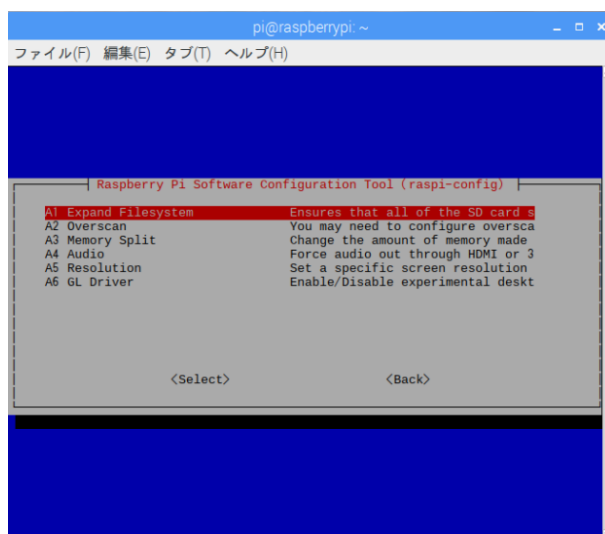 pi@raspberrypi: ~
ファイル(F) 編集(E) タブ(T) ヘルプ(H)
Raspberry Pi Software Configuration Tool (raspi-config)
A1 Expand Filesystem Ensures that all of the SD card s
A2 Overscan You may need to configure oversca
A3 Memory Split Change the amount of memory made
A4 Audio Force audio out through HDMI or 3
A5 Resolution Set a specific screen resolution
A6 GL Driver Enable/Disable experimental deskt
<Select> <Back>